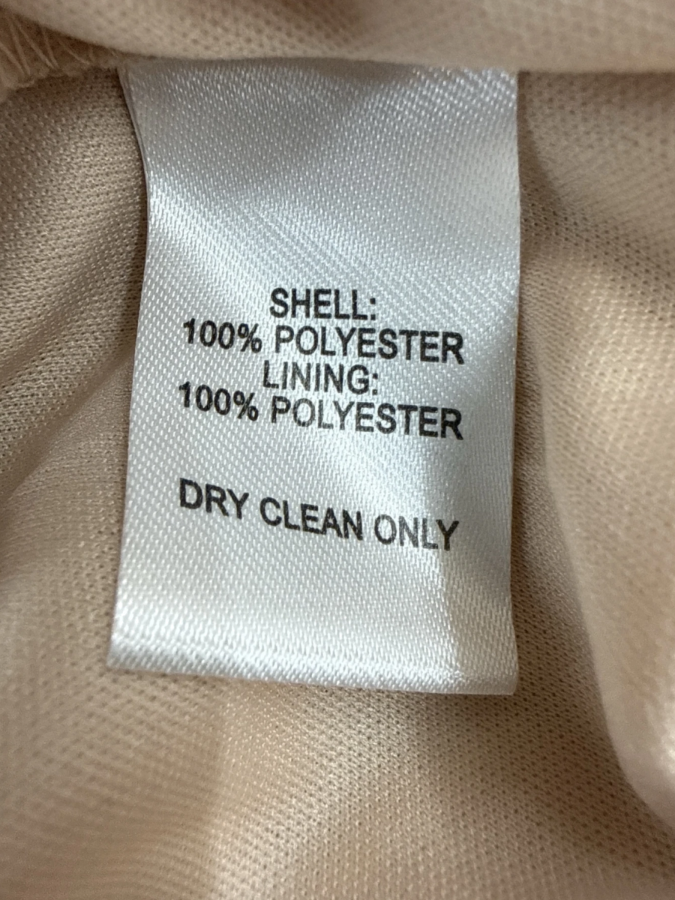 SHELL:
100% POLYESTER
LINING:
100% POLYESTER
DRY CLEAN ONLY